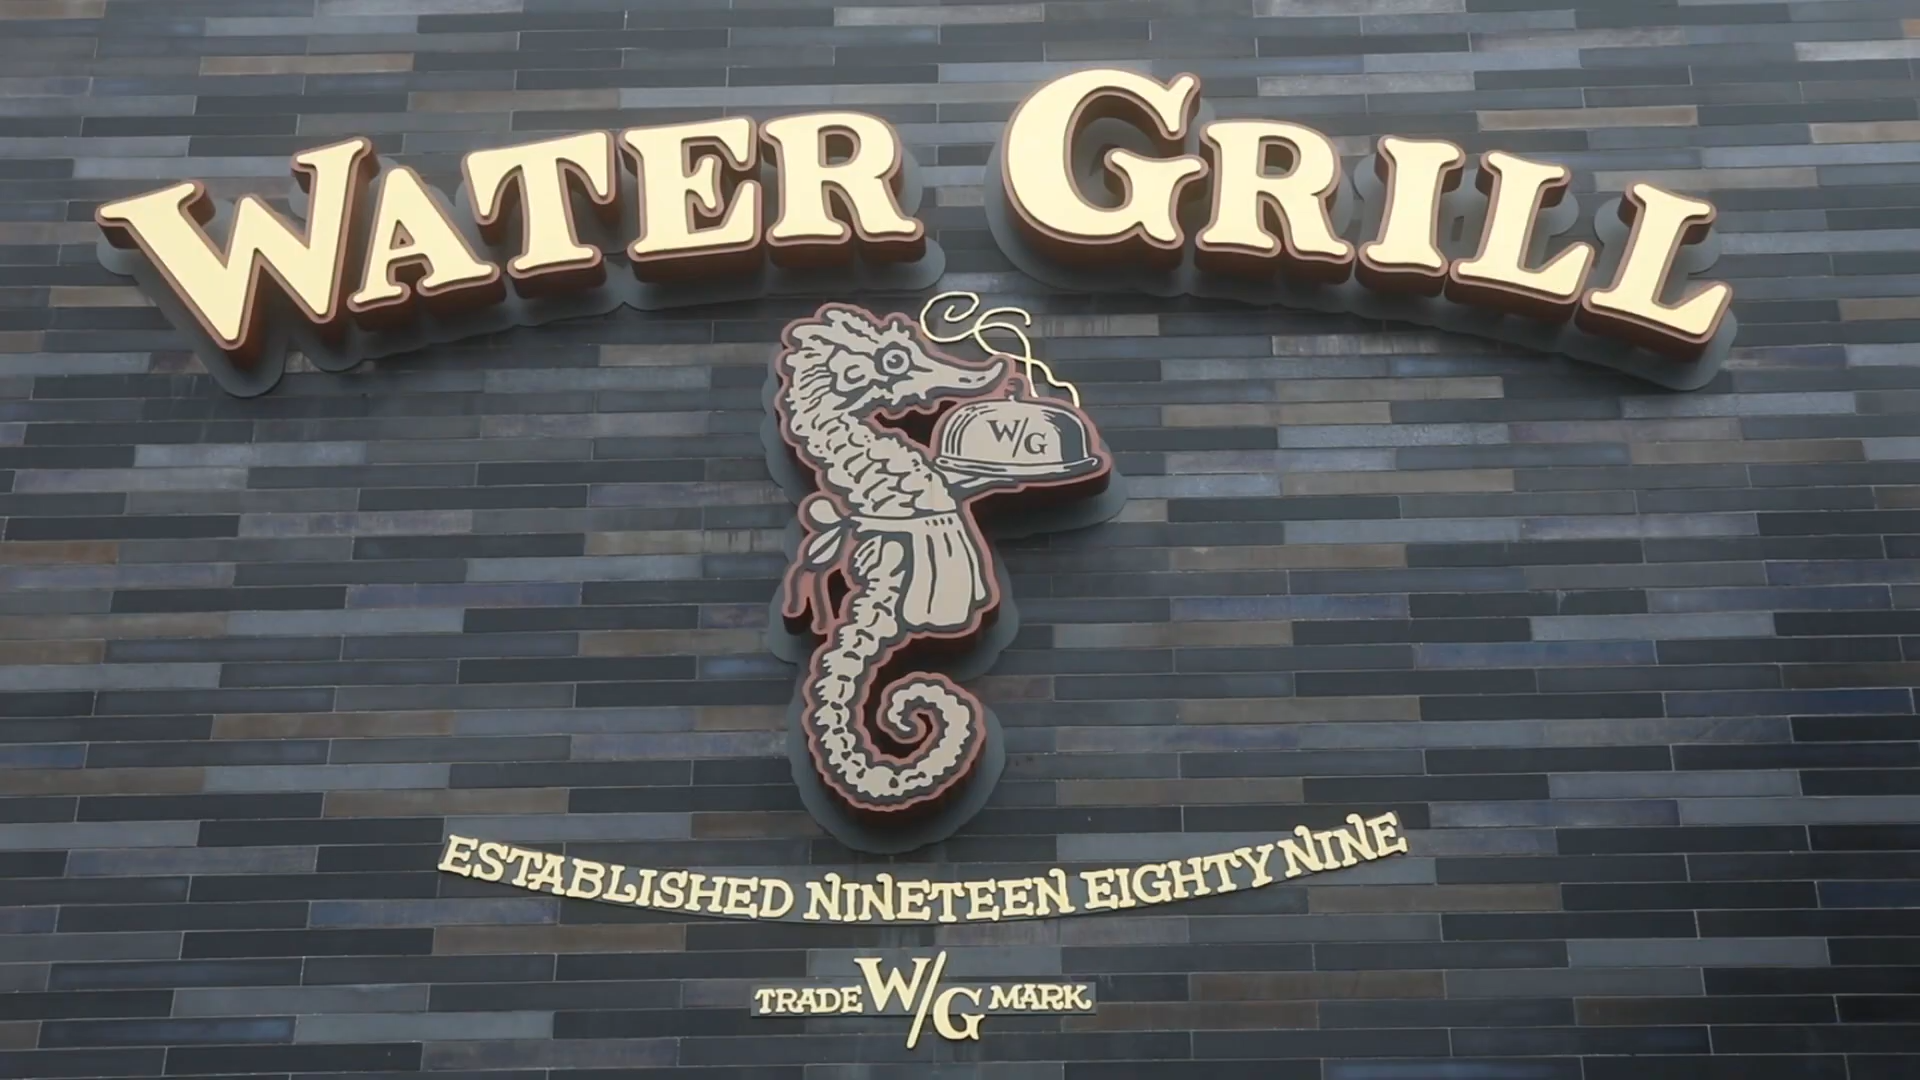 WATER GRILL
W/G
ESTABLISHED NINETEEN EIGHTY NINE
TRADE W/G MARK